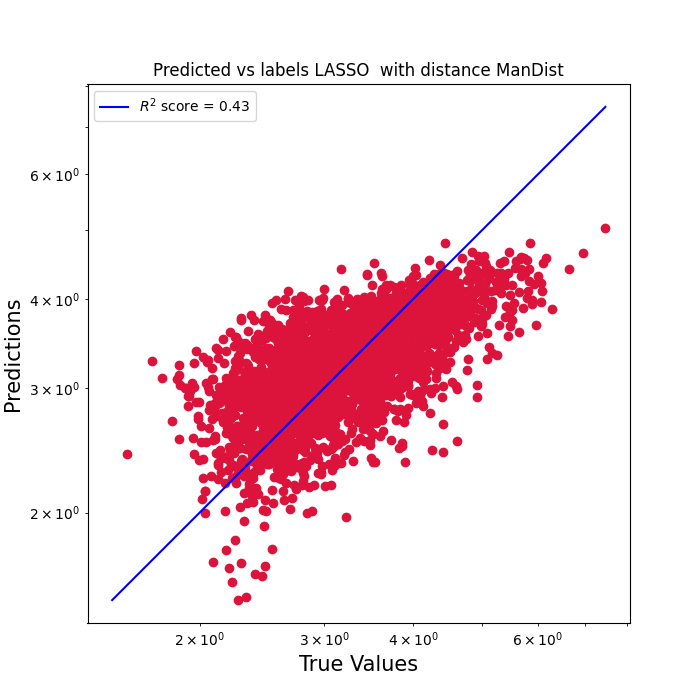 Predicted vs labels LASSO  with distance ManDist
R² score = 0.43
6 × 10⁰
4 × 10⁰
3 × 10⁰
2 × 10⁰
Predictions
2 × 10⁰ 3 × 10⁰ 4 × 10⁰ 6 × 10⁰
True Values